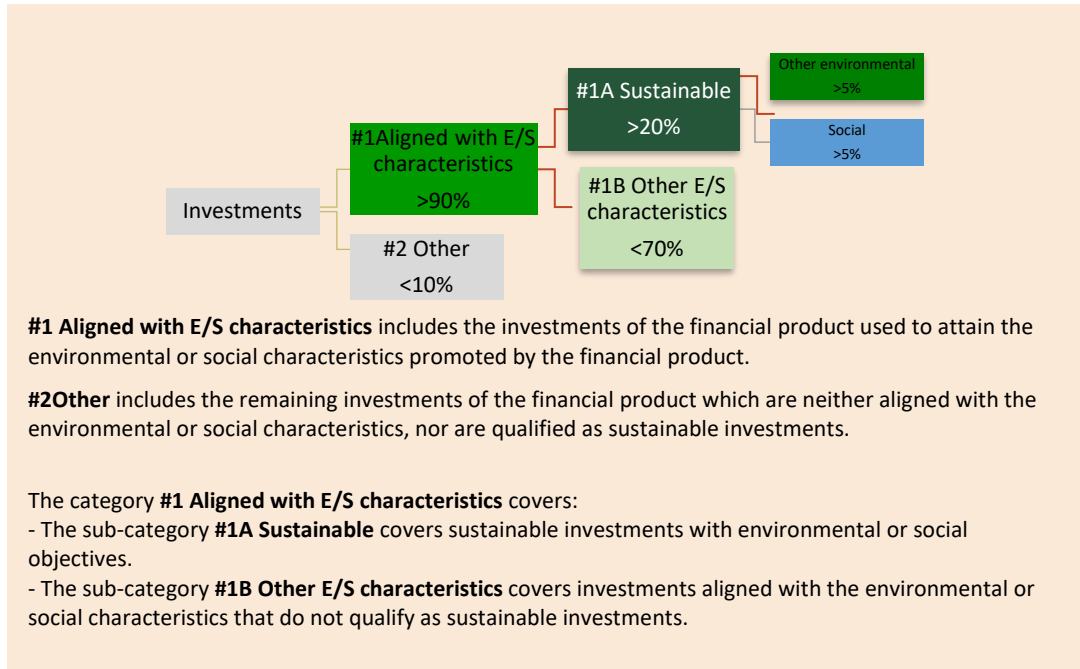 Other environmental
>5%
#1A Sustainable
>20%
Social
>5%
#1Aligned with E/S
characteristics
>90%
#1B Other E/S
characteristics
<70%
Investments
#2 Other
<10%
#1 Aligned with E/S characteristics includes the investments of the financial product used to attain the
environmental or social characteristics promoted by the financial product.
#2Other includes the remaining investments of the financial product which are neither aligned with the
environmental or social characteristics, nor are qualified as sustainable investments.
The category #1 Aligned with E/S characteristics covers:
- The sub-category #1A Sustainable covers sustainable investments with environmental or social
objectives.
- The sub-category #1B Other E/S characteristics covers investments aligned with the environmental or
social characteristics that do not qualify as sustainable investments.